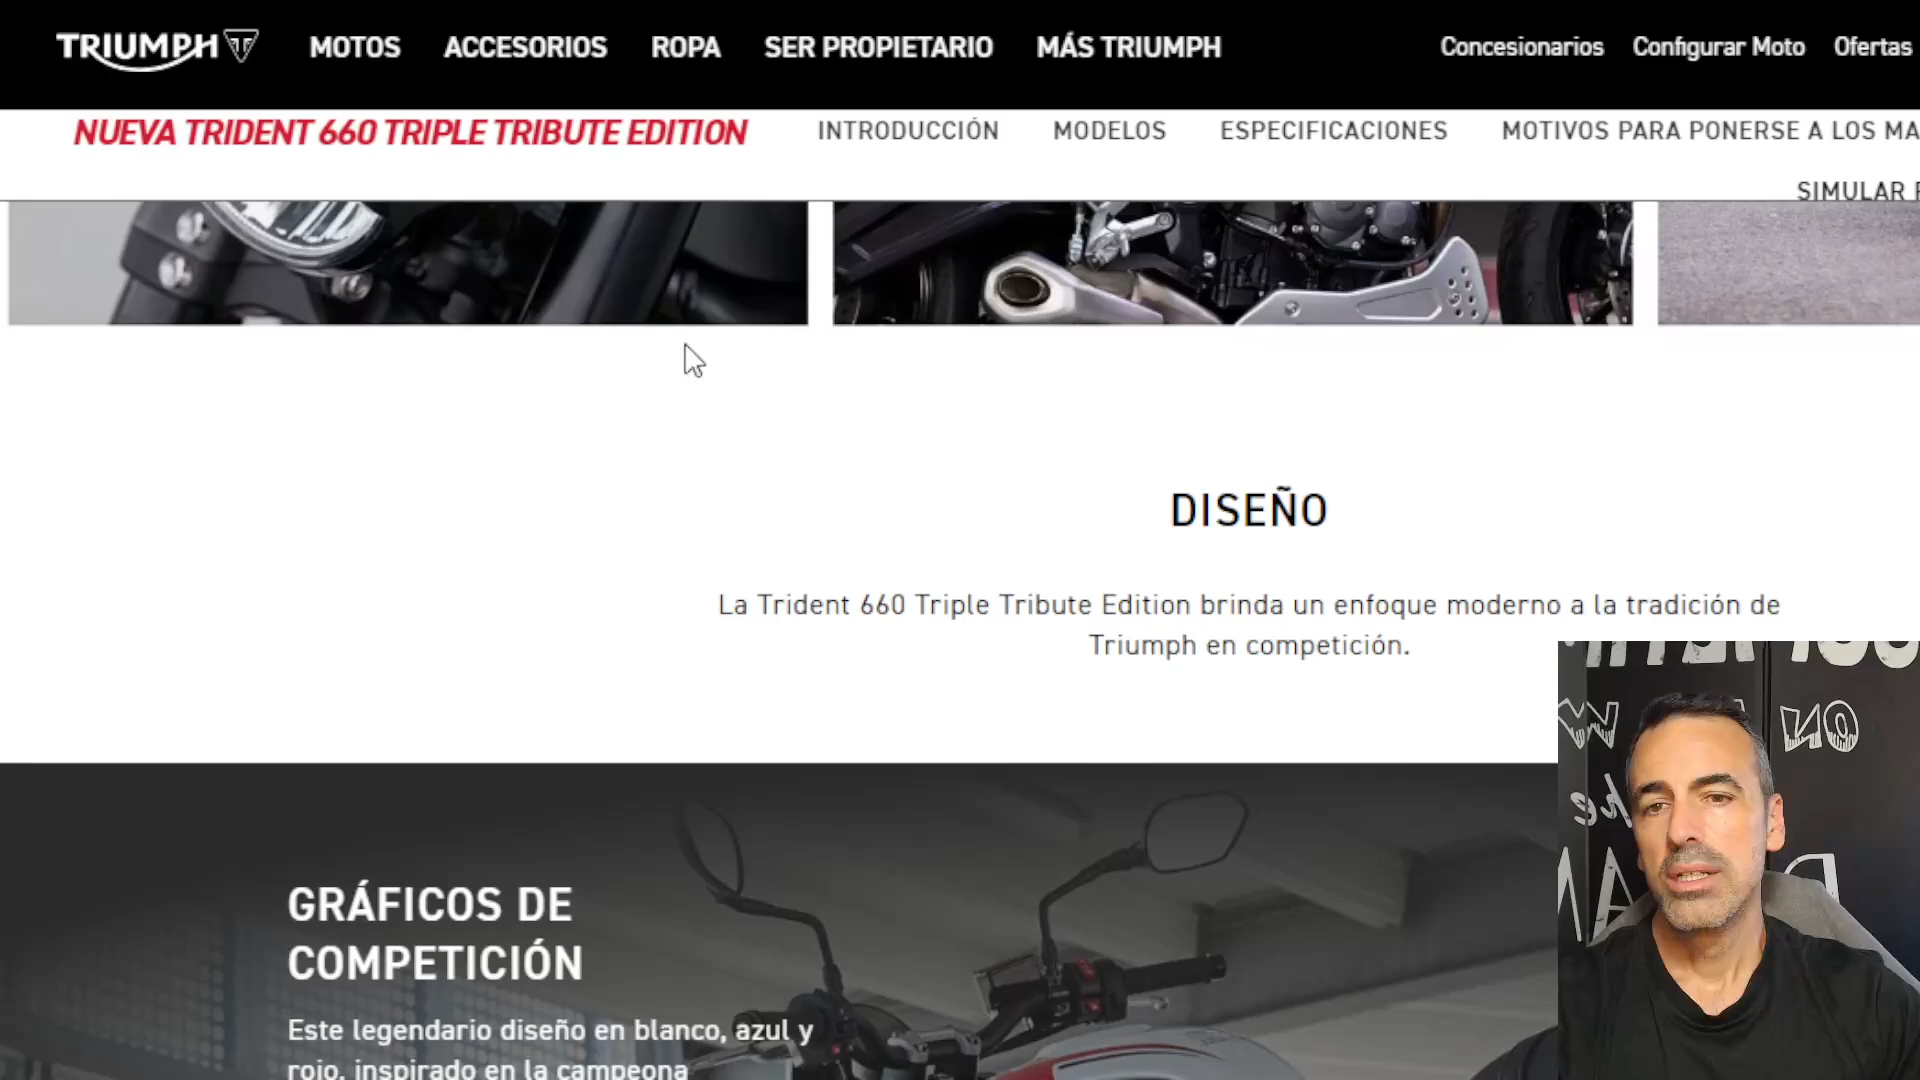 TRIUMPH MOTOS ACCESORIOS ROPA SER PROPIETARIO MÁS TRIUMPH Concesionarios Configurar Moto Ofertas
NUEVA TRIDENT 660 TRIPLE TRIBUTE EDITION INTRODUCCIÓN MODELOS ESPECIFICACIONES MOTIVOS PARA PONERSE A LOS MA
SIMULAR
DISEÑO
La Trident 660 Triple Tribute Edition brinda un enfoque moderno a la tradición de
Triumph en competición.
GRÁFICOS DE
COMPETICIÓN
Este legendario diseño en blanco, azul y
rojo, inspirado en la campeona